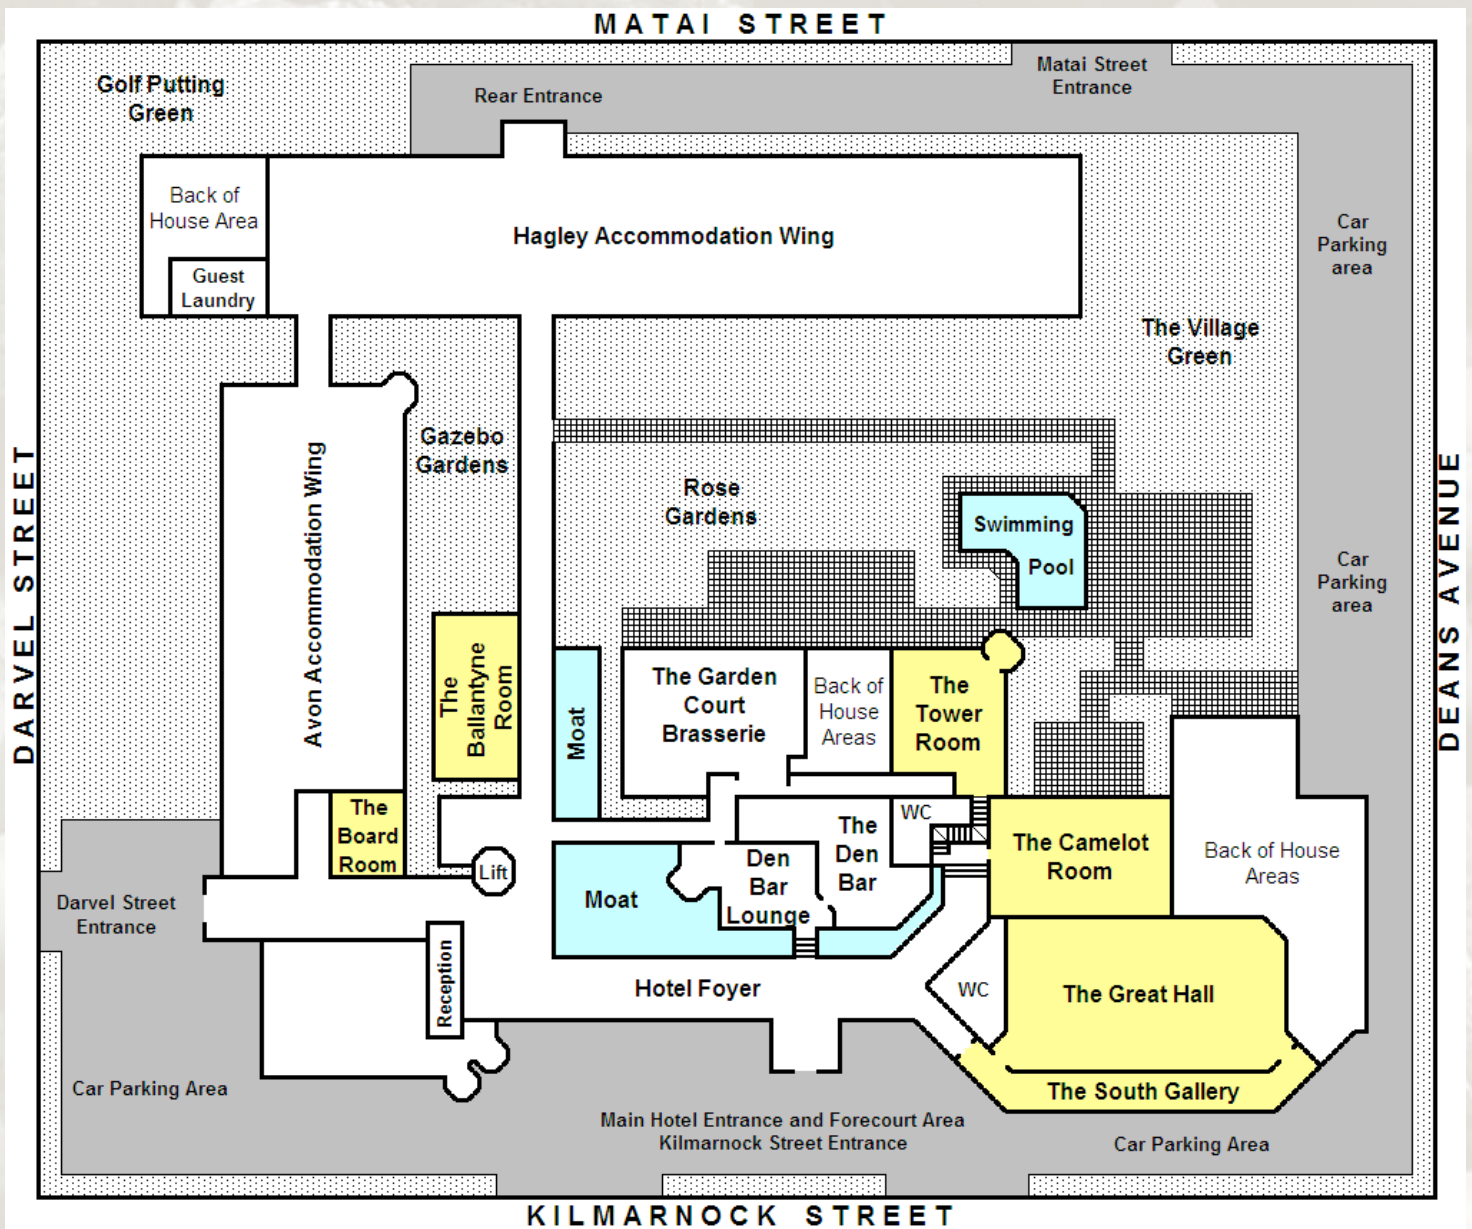 MATAI STREET
Golf Putting
Green
Rear Entrance
Matai Street
Entrance
Back of
House Area
Guest
Laundry
Hagley Accommodation Wing
Car
Parking
area
The Village
Green
DARVEL STREET
Avon Accommodation Wing
Gazebo
Gardens
Rose
Gardens
Swimming
Pool
Car
Parking
area
DEANS AVENUE
The
Ballantyne
Room
Moat
The Garden
Court
Brasserie
Back of
House
Areas
The
Tower
Room
The
Board
Room
Lift
WC
The
Den
Bar
Den
Bar
Lounge
Moat
The Camelot
Room
Back of House
Areas
Darvel Street
Entrance
Reception
Hotel Foyer
WC
The Great Hall
The South Gallery
Car Parking Area
Main Hotel Entrance and Forecourt Area
Kilmarnock Street Entrance
Car Parking Area
KILMARNOCK STREET